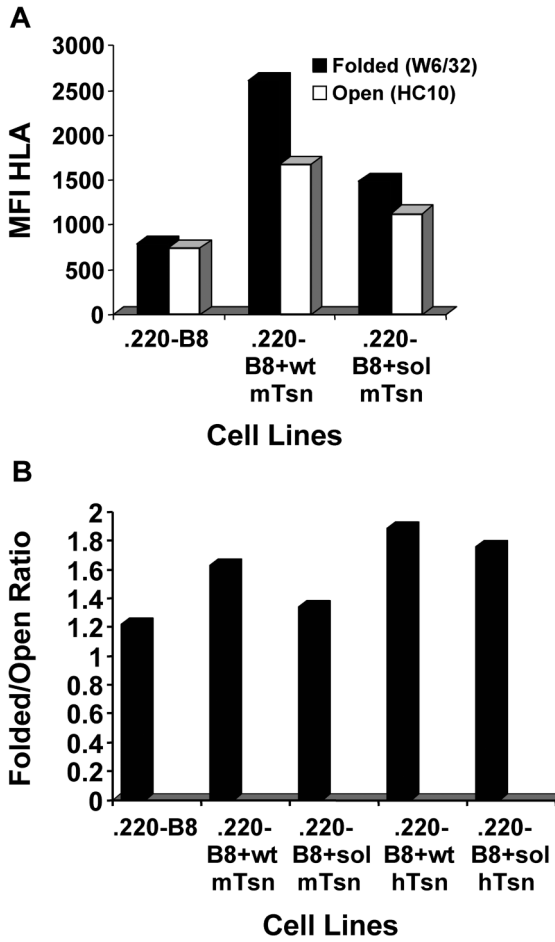 A
3000
2500
2000
1500
1000
500
0
MFI HLA
Folded (W6/32)
Open (HC10)
.220-B8
.220-
B8+wt
mTsn
.220-
B8+sol
mTsn
Cell Lines
B
2
1.8
1.6
1.4
1.2
1
0.8
0.6
0.4
0.2
0
Folded/Open Ratio
.220-B8
.220-
B8+wt
mTsn
.220-
B8+sol
mTsn
.220-
B8+wt
hTsn
.220-
B8+sol
hTsn
Cell Lines